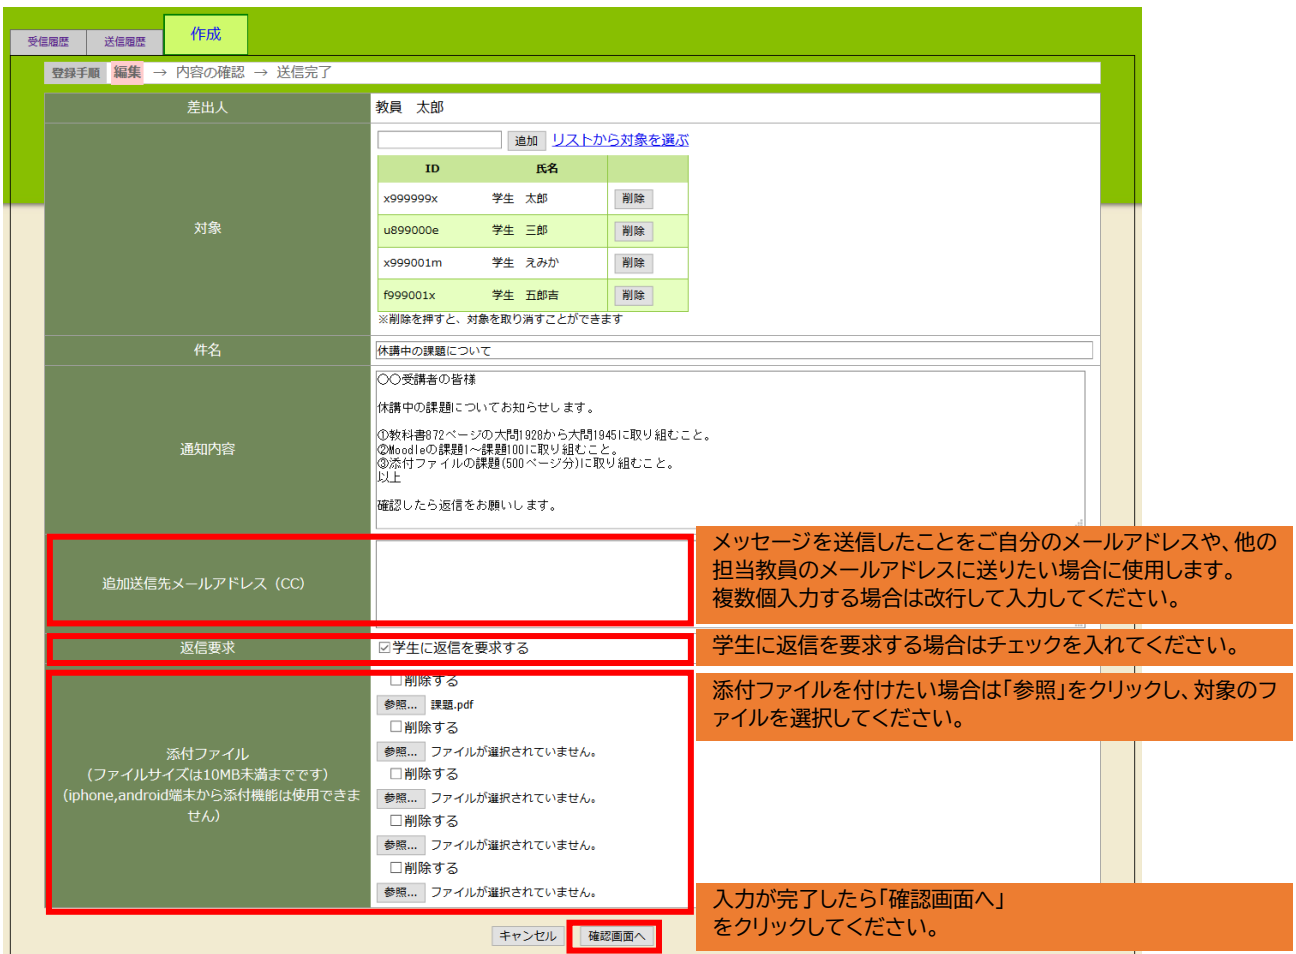 受信履歴
送信履歴
作成
登録手順 編集 → 内容の確認 → 送信完了
差出人
教員　太郎
対象
追加 リストから対象を選ぶ
ID 氏名
x999999x 学生　太郎 削除
u899000e 学生　三郎 削除
x999001m 学生　えみか 削除
f999001x 学生　五郎吉 削除
※削除を押すと、対象を取り消すことができます
件名
休講中の課題について
通知内容
〇〇受講者の皆様
休講中の課題についてお知らせします。
①教科書872ページの大問1928から大問1945に取り組むこと。
②Moodleの課題1～課題100に取り組むこと。
③添付ファイルの課題(500ページ分)に取り組むこと。
以上
確認したら返信をお願いします。
追加送信先メールアドレス（CC）
メッセージを送信したことをご自分のメールアドレスや、他の
担当教員のメールアドレスに送りたい場合に使用します。
複数個入力する場合は改行して入力してください。
返信要求
学生に返信を要求する
学生に返信を要求する場合はチェックを入れてください。
添付ファイル
（ファイルサイズは10MB未満までです）
（iphone,android端末から添付機能は使用できま
せん）
削除する
参照... 課題.pdf
削除する
参照... ファイルが選択されていません。
削除する
参照... ファイルが選択されていません。
削除する
参照... ファイルが選択されていません。
削除する
参照... ファイルが選択されていません。
添付ファイルを付けたい場合は「参照」をクリックし、対象のフ
ァイルを選択してください。
入力が完了したら「確認画面へ」
をクリックしてください。
キャンセル
確認画面へ